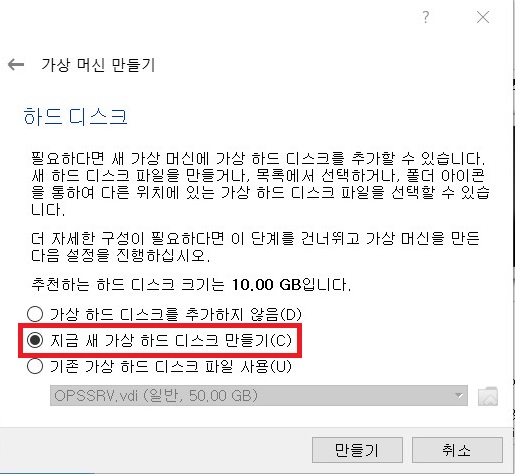 ?
가상 머신 만들기
하드 디스크
필요하다면 새 가상 머신에 가상 하드 디스크를 추가할 수 있습니다.
새 하드 디스크 파일을 만들거나, 목록에서 선택하거나, 폴더 아이콘
을 통하여 다른 위치에 있는 가상 하드 디스크 파일을 선택할 수 있습
니다.
더 자세한 구성이 필요하다면 이 단계를 건너뛰고 가상 머신을 만든
다음 설정을 진행하십시오.
추천하는 하드 디스크 크기는 10.00 GB입니다.
가상 하드 디스크를 추가하지 않음(D)
지금 새 가상 하드 디스크 만들기(C)
기존 가상 하드 디스크 파일 사용(U)
OPSSRV.vdi (일반, 50.00 GB)
만들기 취소